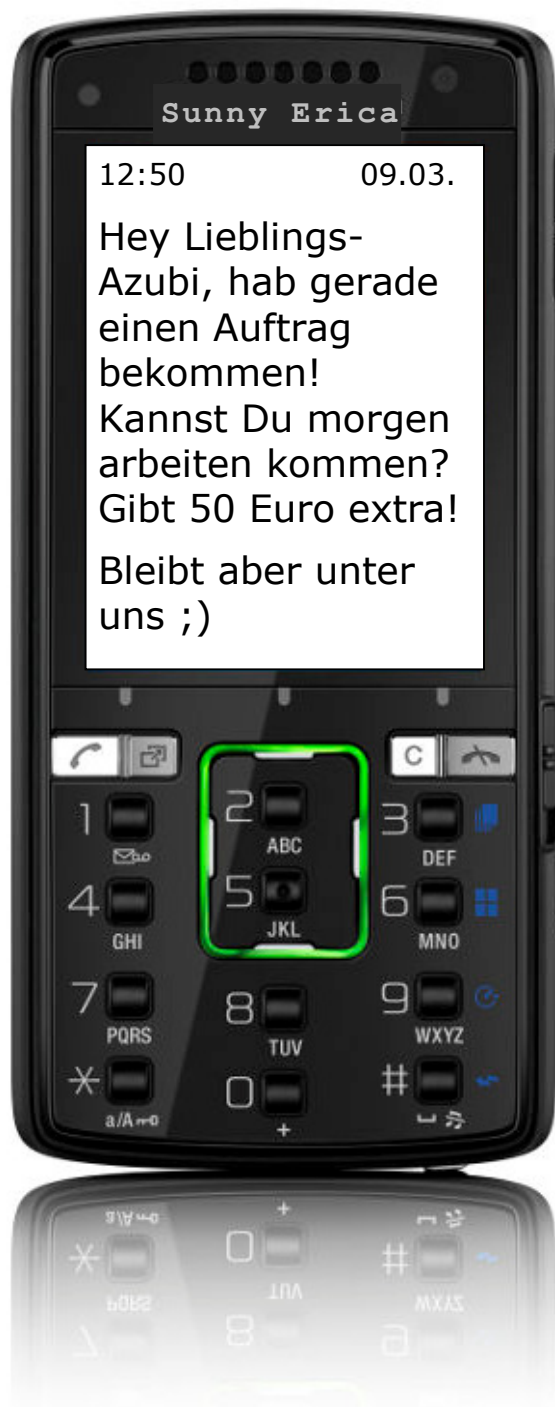 Sunny Erica
12:50 09.03.
Hey Lieblings-
Azubi, hab gerade
einen Auftrag
bekommen!
Kannst Du morgen
arbeiten kommen?
Gibt 50 Euro extra!
Bleibt aber unter
uns ;)
C
1 2 3
ABC DEF
4 5 6
GHI JKL MNO
7 8 9
PQRS TUV WXYZ
* 0 #
a/A +